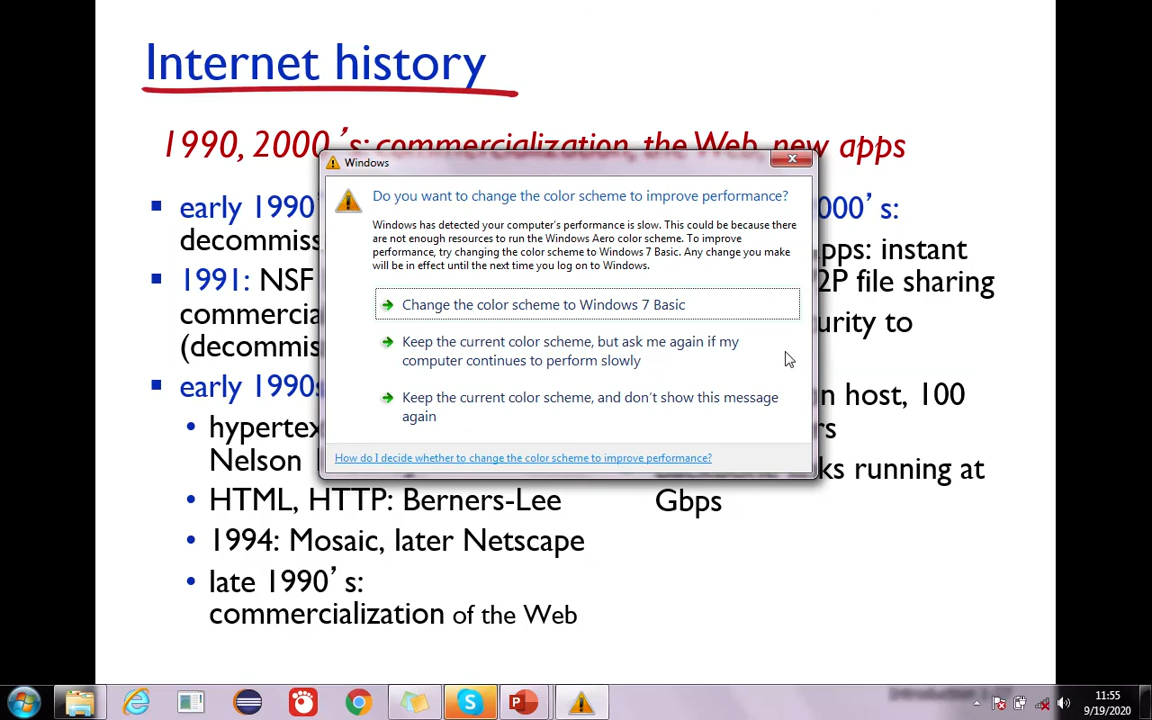 Internet history
1990, 2000's: commercialization, the Web, new apps
Windows
Do you want to change the color scheme to improve performance?
Windows has detected your computer's performance is slow. This could be because there
are not enough resources to run the Windows Aero color scheme. To improve
performance, try changing the color scheme to Windows 7 Basic. Any change you make
will be in effect until the next time you log on to Windows.
Change the color scheme to Windows 7 Basic
Keep the current color scheme, but ask me again if my
computer continues to perform slowly
Keep the current color scheme, and don't show this message
again
How do I decide whether to change the color scheme to improve performance?
early 1990'
decommis
1991: NSF
commercia
(decommis
early 1990s
hypertex
Nelson
HTML, HTTP: Berners-Lee
1994: Mosaic, later Netscape
late 1990's:
commercialization of the Web
000's:
pps: instant
2P file sharing
urity to
n host, 100
rs
ks running at
Gbps
11:55
9/19/2020